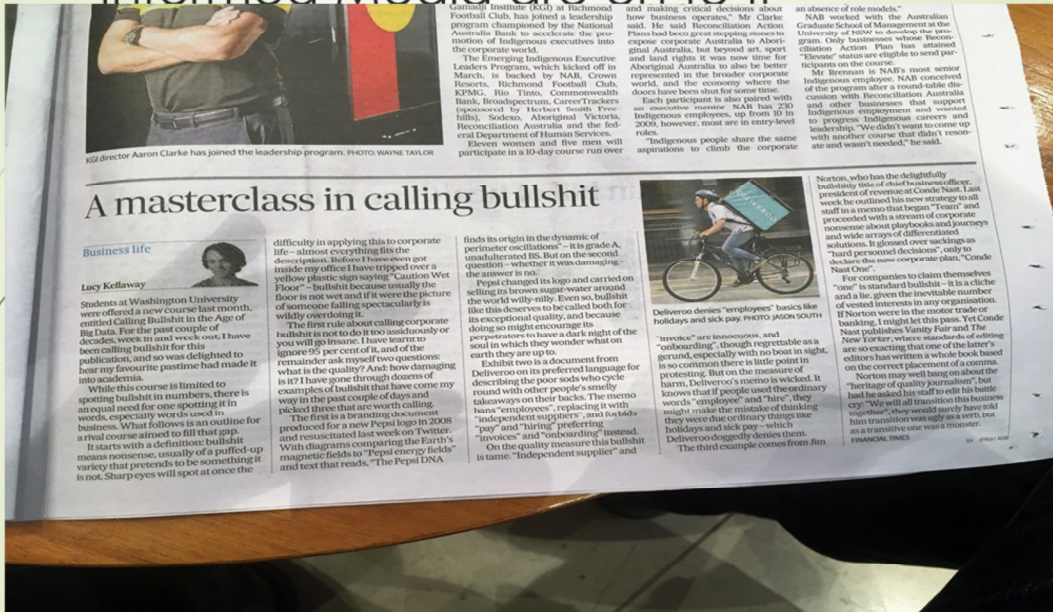 Informed Media are on to it
Gamadji Institute (KGI) at Richmond
Football Club, has joined a leadership
program championed by the National
Australia Bank to accelerate the pro-
motion of Indigenous executives into
the corporate world.
The Emerging Indigenous Executive
Leaders Program, which kicked off in
March, is backed by NAB, Crown
Resorts, Richmond Football Club,
KPMG, Rio Tinto, Commonwealth
Bank, Broadspectrum, CareerTrackers
(sponsored by Herbert Smith Free-
hills), Sodexo, Aboriginal Victoria,
Reconciliation Australia and the fed-
eral Department of Human Services.
Eleven women and five men will
participate in a 10-day course run over
and making critical decisions about
how business operates," Mr Clarke
said. He said Reconciliation Action
Plans had been great stepping stones to
expose corporate Australia to Abori-
ginal Australia, but beyond art, sport
and land rights it was now time for
Aboriginal Australia to also be better
represented in the broader corporate
world, and the economy where the
doors have been shut for some time.
Each participant is also paired with
an executive mentor. NAB has 230
Indigenous employees, up from 10 in
2009, however, most are in entry-level
roles.
"Indigenous people share the same
aspirations to climb the corporate
an absence of role models."
NAB worked with the Australian
Graduate School of Management at the
University of NSW to develop the pro-
gram. Only businesses whose Recon-
ciliation Action Plan has attained
"Elevate" status are eligible to send par-
ticipants on the course.
Mr Brennan is NAB's most senior
Indigenous employee. NAB conceived
of the program after a round-table dis-
cussion with Reconciliation Australia
and other businesses that support
Indigenous employment and wanted
to progress Indigenous careers and
leadership. "We didn't want to come up
with another course that didn't reson-
ate and wasn't needed," he said.
KGI director Aaron Clarke has joined the leadership program. PHOTO: WAYNE TAYLOR
A masterclass in calling bullshit
Business life
Lucy Kellaway
Students at Washington University
were offered a new course last month,
entitled Calling Bullshit in the Age of
Big Data. For the past couple of
decades, week in and week out, I have
been calling bullshit for this
publication, and so was delighted to
hear my favourite pastime had made it
into academia.
While this course is limited to
spotting bullshit in numbers, there is
an equal need for one spotting it in
words, especially words used in
business. What follows is an outline for
a rival course aimed to fill that gap.
It starts with a definition: bullshit
means nonsense, usually of a puffed-up
variety that pretends to be something it
is not. Sharp eyes will spot at once the
difficulty in applying this to corporate
life – almost everything fits the
description. Before I have even got
inside my office I have tripped over a
yellow plastic sign saying "Caution Wet
Floor" – bullshit because usually the
floor is not wet and if it were the picture
of someone falling spectacularly is
wildly overdoing it.
The first rule about calling corporate
bullshit is not to do it too assiduously or
you will go insane. I have learnt to
ignore 95 per cent of it, and of the
remainder ask myself two questions:
what is the quality? And: how damaging
is it? I have gone through dozens of
examples of bullshit that have come my
way in the past couple of days and
picked three that are worth calling.
The first is a branding document
produced for a new Pepsi logo in 2008
and resuscitated last week on Twitter.
With diagrams comparing the Earth's
magnetic fields to "Pepsi energy fields"
and text that reads, "The Pepsi DNA
finds its origin in the dynamic of
perimeter oscillations" – it is grade A,
unadulterated BS. But on the second
question – whether it was damaging –
the answer is no.
Pepsi changed its logo and carried on
selling its brown sugar-water around
the world willy-nilly. Even so, bullshit
like this deserves to be called both for
its exceptional quality, and because
doing so might encourage its
perpetrators to have a dark night of the
soul in which they wonder what on
earth they are up to.
Exhibit two is a document from
Deliveroo on its preferred language for
describing the poor sods who cycle
round with other people's smelly
takeaways on their backs. The memo
bans "employees", replacing it with
"independent suppliers", and forbids
"pay" and "hiring" preferring
"invoices" and "onboarding" instead.
On the quality measure this bullshit
is tame. "Independent supplier" and
Deliveroo denies "employees" basics like
holidays and sick pay. PHOTO JASON SOUTH
"invoice" are innocuous, and
"onboarding", though regrettable as a
gerund, especially with no boat in sight,
is so common there is little point in
protesting. But on the measure of
harm, Deliveroo's memo is wicked. It
knows that if people used the ordinary
words "employee" and "hire", they
might make the mistake of thinking
they were due ordinary things like
holidays and sick pay – which
Deliveroo doggedly denies them.
The third example comes from Jim
Norton, who has the delightfully
bullshitty title of chief business officer,
president of revenue at Conde Nast. Last
week he outlined his new strategy to all
staff in a memo that began "Team" and
proceeded with a stream of corporate
nonsense about playbooks and journeys
and wide arrays of differentiated
solutions. It glossed over sackings as
"hard personnel decisions", only to
declare the new corporate plan, "Conde
Nast One".
For companies to claim themselves
"one" is standard bullshit – it is a cliche
and a lie, given the inevitable number
of vested interests in any organisation.
If Norton were in the motor trade or
banking, I might let this pass. Yet Conde
Nast publishes Vanity Fair and The
New Yorker, where standards of editing
are so exacting that one of the latter's
editors has written a whole book based
on the correct placement of a comma.
Norton may well bang on about the
"heritage of quality journalism", but
had he asked his staff to edit his battle
cry: "We will all transition this business
together", they would surely have told
him transition was ugly as a verb, but
as a transitive one was a monster.
FINANCIAL TIMES